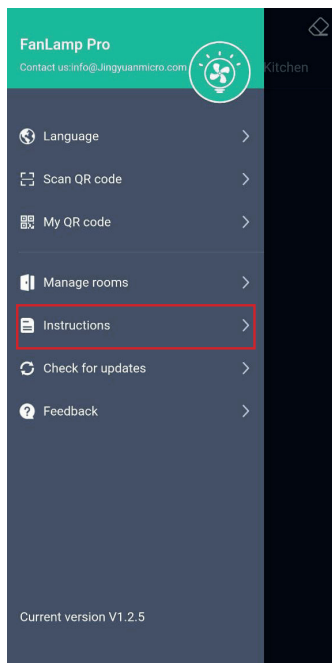 FanLamp Pro
Contact us:info@Jingyuanmicro.com
Kitchen
Language
Scan QR code
My QR code
Manage rooms
Instructions
Check for updates
Feedback
Current version V1.2.5